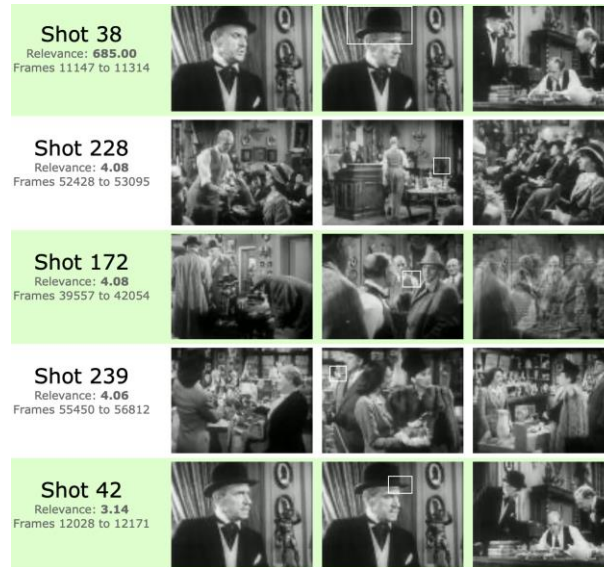 Shot 38
Relevance: 685.00
Frames 11147 to 11314
Shot 228
Relevance: 4.08
Frames 52428 to 53095
Shot 172
Relevance: 4.08
Frames 39557 to 42054
Shot 239
Relevance: 4.06
Frames 55450 to 56812
Shot 42
Relevance: 3.14
Frames 12028 to 12171